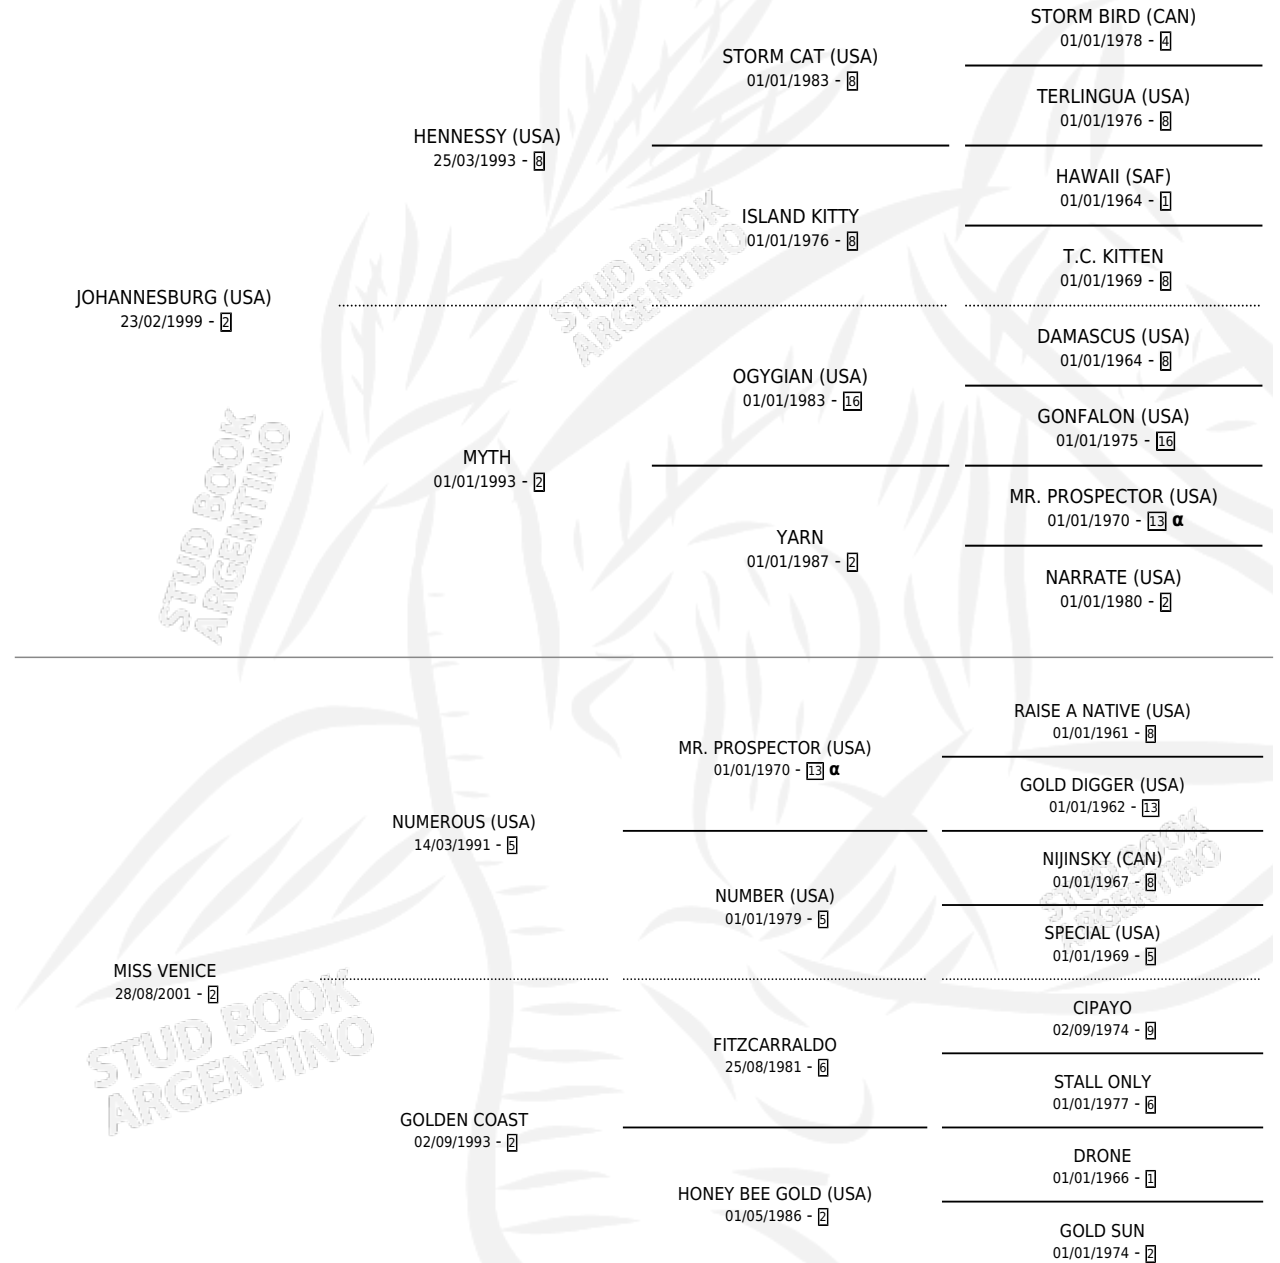 STORM BIRD (CAN)
01/01/1978 - 4
STORM CAT (USA)
01/01/1983 - 8
TERLINGUA (USA)
01/01/1976 - 8
HENNESSY (USA)
25/03/1993 - 8
HAWAII (SAF)
01/01/1964 - 1
ISLAND KITTY
01/01/1976 - 8
T.C. KITTEN
01/01/1969 - 8
JOHANNESBURG (USA)
23/02/1999 - 2
DAMASCUS (USA)
01/01/1964 - 8
OGYGIAN (USA)
01/01/1983 - 16
GONFALON (USA)
01/01/1975 - 16
MYTH
01/01/1993 - 2
MR. PROSPECTOR (USA)
01/01/1970 - 13 α
YARN
01/01/1987 - 2
NARRATE (USA)
01/01/1980 - 2
RAISE A NATIVE (USA)
01/01/1961 - 8
MR. PROSPECTOR (USA)
01/01/1970 - 13 α
GOLD DIGGER (USA)
01/01/1962 - 13
NUMEROUS (USA)
14/03/1991 - 5
NIJINSKY (CAN)
01/01/1967 - 8
NUMBER (USA)
01/01/1979 - 5
SPECIAL (USA)
01/01/1969 - 5
MISS VENICE
28/08/2001 - 2
CIPAYO
02/09/1974 - 9
FITZCARRALDO
25/08/1981 - 6
STALL ONLY
01/01/1977 - 6
GOLDEN COAST
02/09/1993 - 2
DRONE
01/01/1966 - 1
HONEY BEE GOLD (USA)
01/05/1986 - 2
GOLD SUN
01/01/1974 - 2
STUD BOOK
ARGENTINO
STUD BOOK
ARGENTINO
STUD BOOK
ARGENTINO
STUD BOOK
ARGENTINO